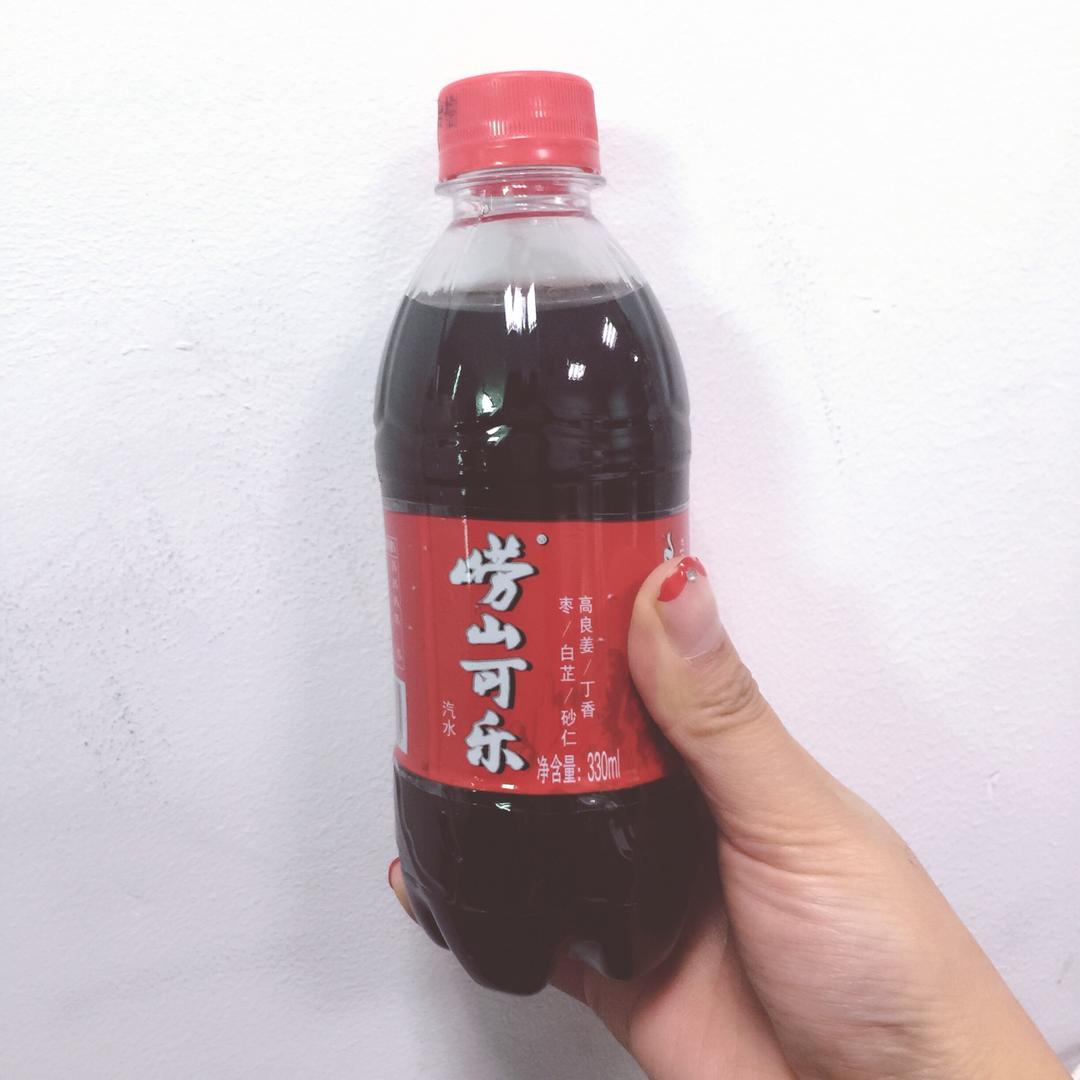 崂山可乐
®
高良姜/丁香
枣/白芷/砂仁
汽水
净含量: 330ml